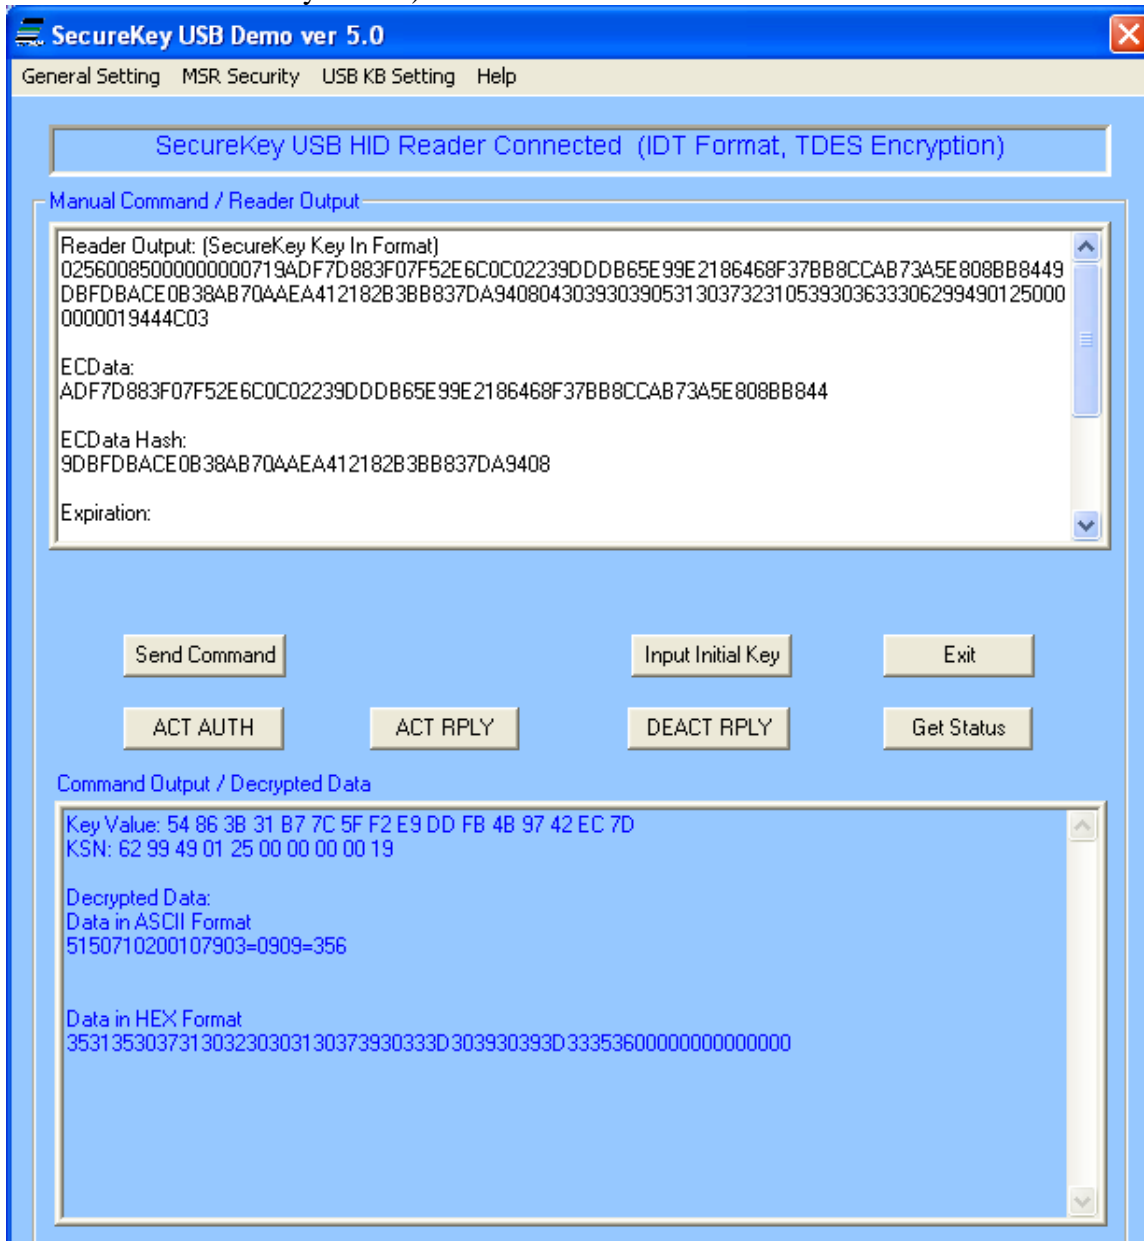 SecureKey USB Demo ver 5.0
General Setting MSR Security USB KB Setting Help
SecureKey USB HID Reader Connected (IDT Format, TDES Encryption)
Manual Command / Reader Output
Reader Output: (SecureKey Key In Format)
02560085000000000719ADF7D883F07F52E6C0C02239DDDB65E99E2186468F37BB8CCAB73A5E808BB8449
DBFDBACE0B38AB70AAEA412182B3BB837DA9408043039303905313037323105393036333062994901250000
0000019444C03
ECData:
ADF7D883F07F52E6C0C02239DDDB65E99E2186468F37BB8CCAB73A5E808BB844
ECData Hash:
9DBFDBACE0B38AB70AAEA412182B3BB837DA9408
Expiration:
Send Command
Input Initial Key
Exit
ACT AUTH
ACT RPLY
DEACT RPLY
Get Status
Command Output / Decrypted Data
Key Value: 54 86 3B 31 B7 7C 5F F2 E9 DD FB 4B 97 42 EC 7D
KSN: 62 99 49 01 25 00 00 00 00 19
Decrypted Data:
Data in ASCII Format
5150710200107903=0909=356
Data in HEX Format
353135303731303230303130373930333D303930393D33353600000000000000